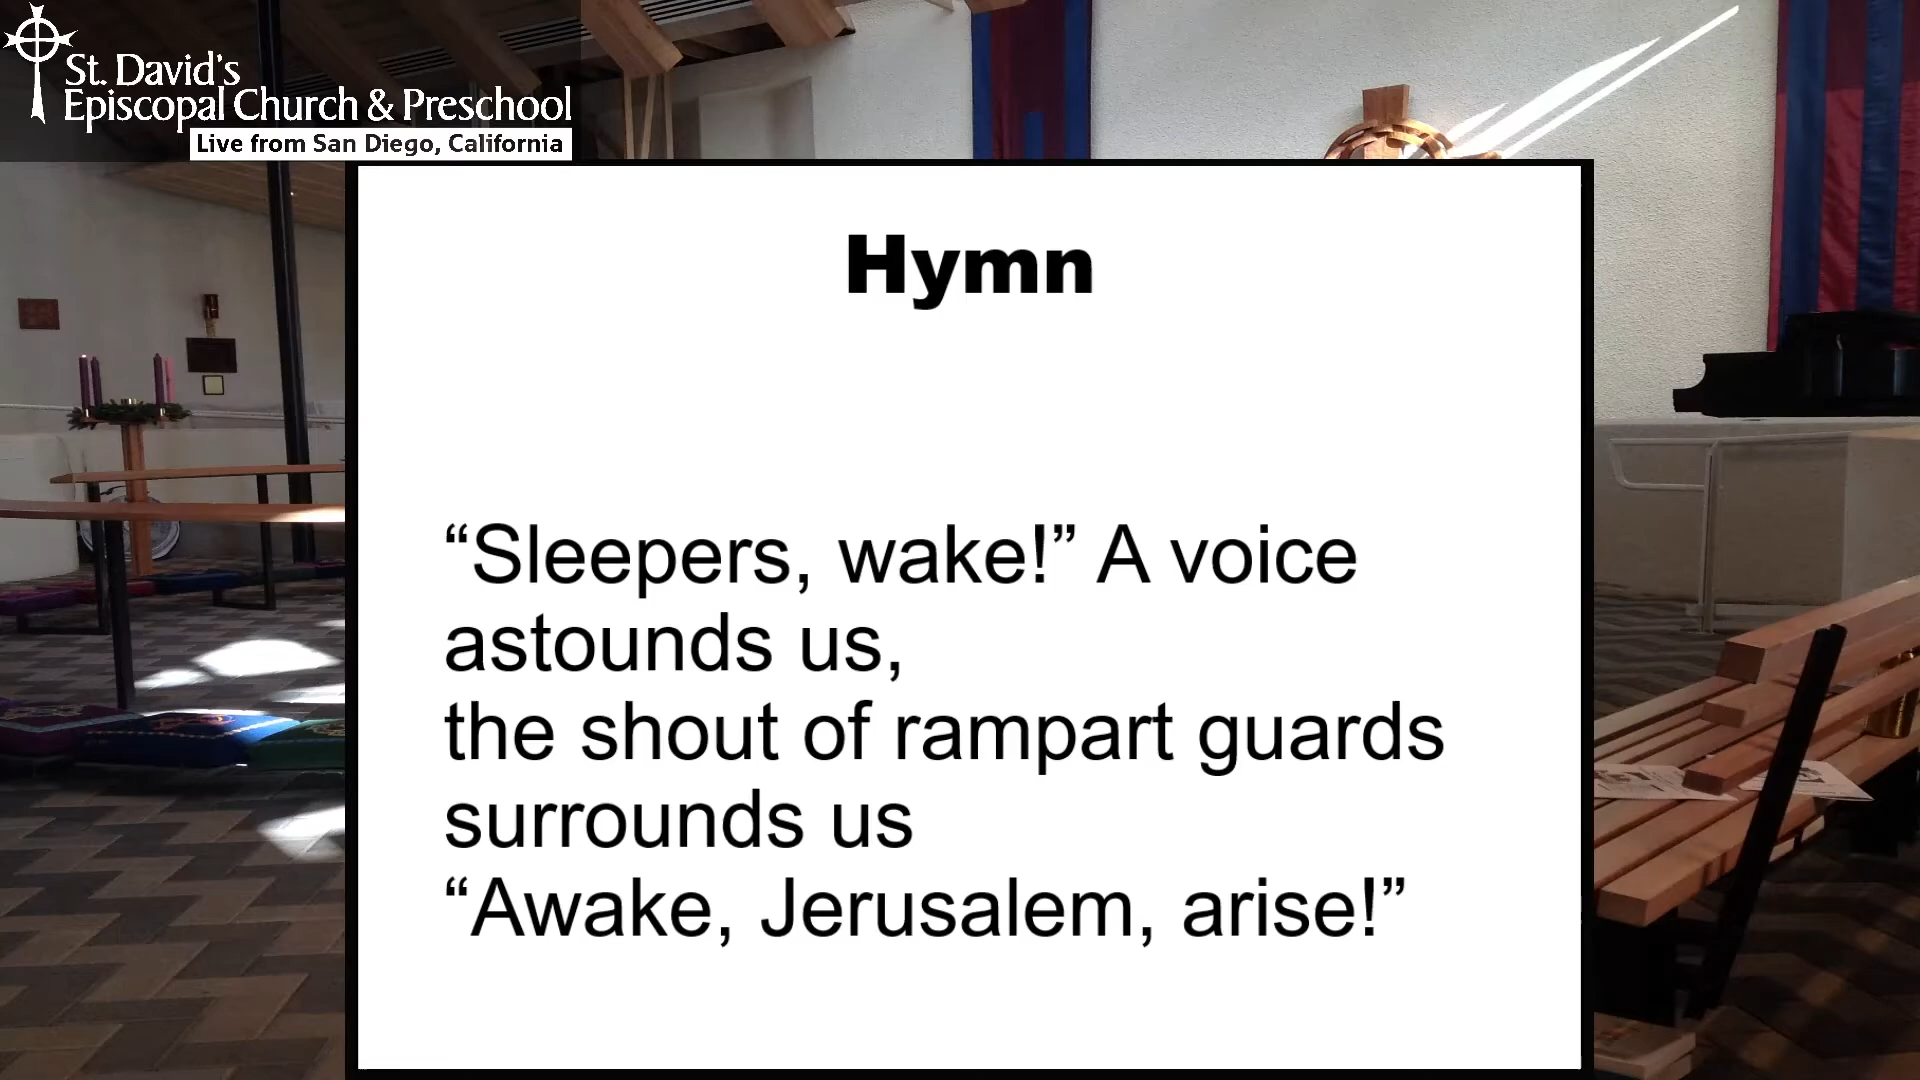 St. David's
Episcopal Church & Preschool
Live from San Diego, California
Hymn
“Sleepers, wake!” A voice
astounds us,
the shout of rampart guards
surrounds us
“Awake, Jerusalem, arise!”